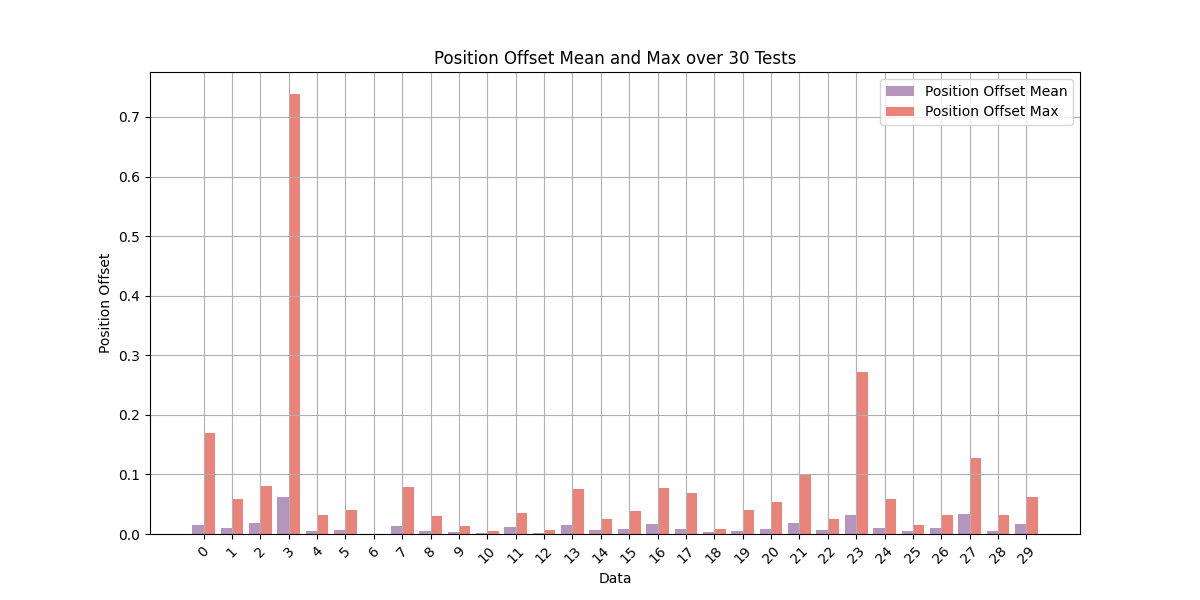 Position Offset Mean and Max over 30 Tests
Position Offset Mean
Position Offset Max
Position Offset
0.7
0.6
0.5
0.4
0.3
0.2
0.1
0.0
0 1 2 3 4 5 6 7 8 9 10 11 12 13 14 15 16 17 18 19 20 21 22 23 24 25 26 27 28 29
Data